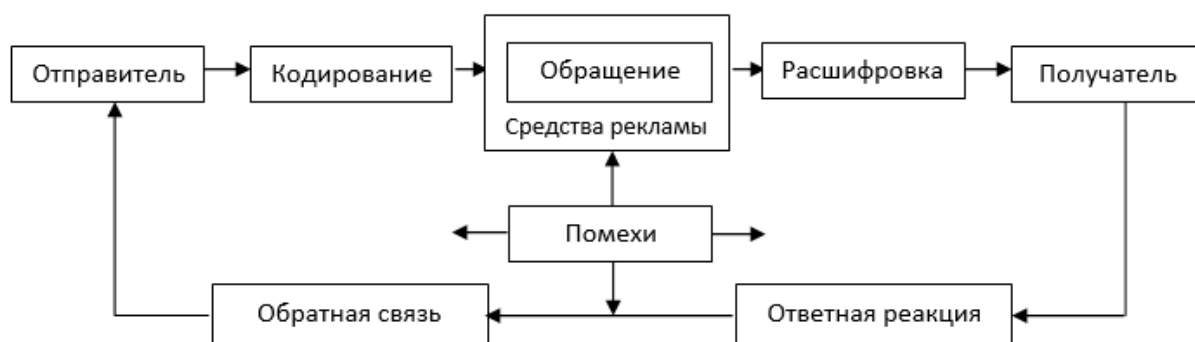 Отправитель
Кодирование
Обращение
Средства рекламы
Расшифровка
Получатель
Помехи
Обратная связь
Ответная реакция